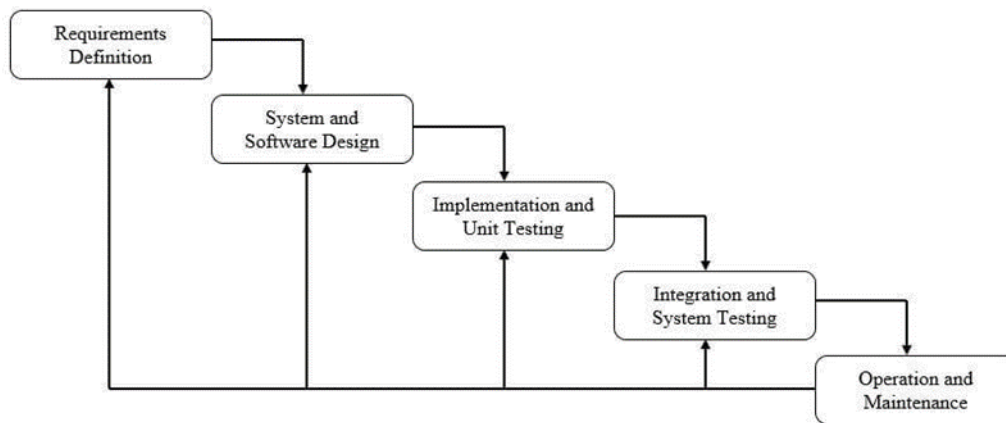 Requirements
Definition
System and
Software Design
Implementation and
Unit Testing
Integration and
System Testing
Operation and
Maintenance